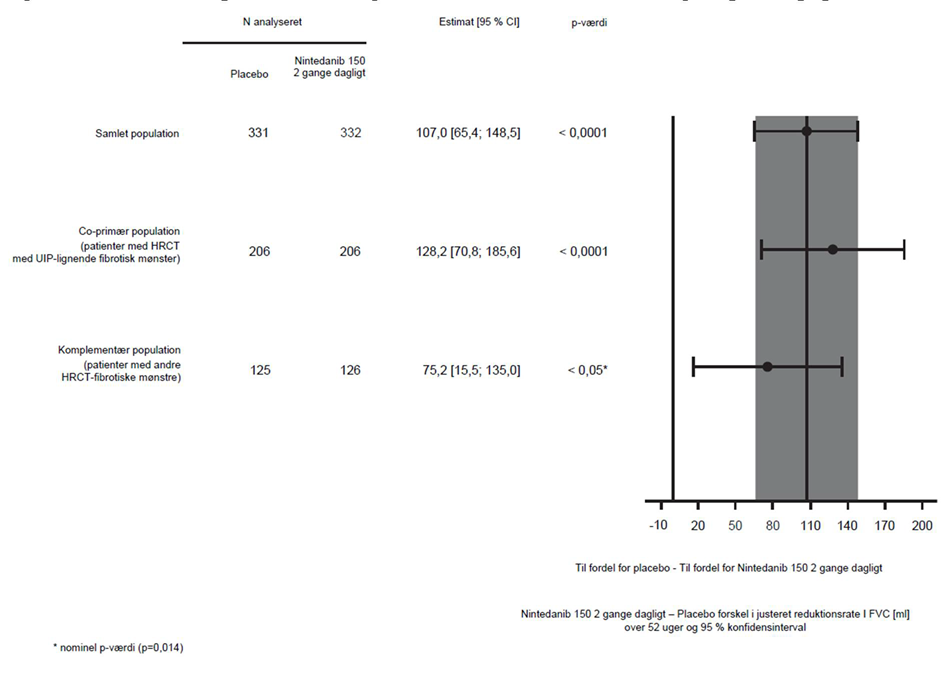 N analyseret
Estimat [95 % CI]
p-værdi
Placebo
Nintedanib 150
2 gange dagligt
Samlet population
331
332
107,0 [65,4; 148,5]
< 0,0001
Co-primær population
(patienter med HRCT
med UIP-lignende fibrotisk mønster)
206
206
128,2 [70,8; 185,6]
< 0,0001
Komplementær population
(patienter med andre
HRCT-fibrotiske mønstre)
125
126
75,2 [15,5; 135,0]
< 0,05*
-10 20 50 80 110 140 170 200
Til fordel for placebo - Til fordel for Nintedanib 150 2 gange dagligt
Nintedanib 150 2 gange dagligt – Placebo forskel i justeret reduktionsrate I FVC [ml]
over 52 uger og 95 % konfidensinterval
* nominel p-værdi (p=0,014)